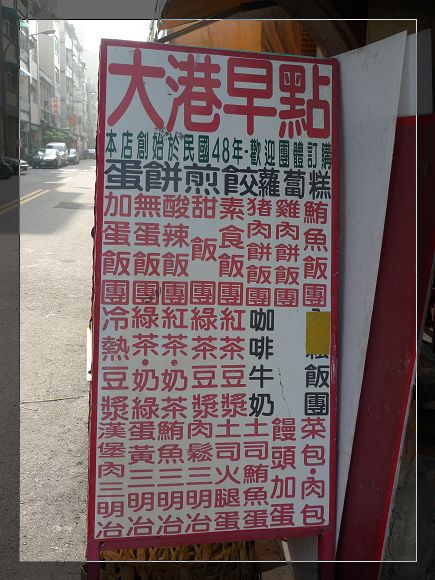 大港早點
本店創始於民國48年-歡迎團體訂購
蛋餅煎餃蘿蔔糕
加蛋飯團
無蛋飯團
酸辣飯團
甜飯團
素食飯團
猪肉餅飯團
雞肉餅飯團
鮪魚飯團
冷熱豆漿
綠茶·奶綠
紅茶·奶茶
綠茶豆漿
紅茶豆漿
咖啡牛奶
飯團
漢堡肉三明治
蛋黃三明治
鮪魚三明治
肉鬆三明治
土司火腿蛋
土司鮪魚蛋
饅頭加蛋
菜包·肉包